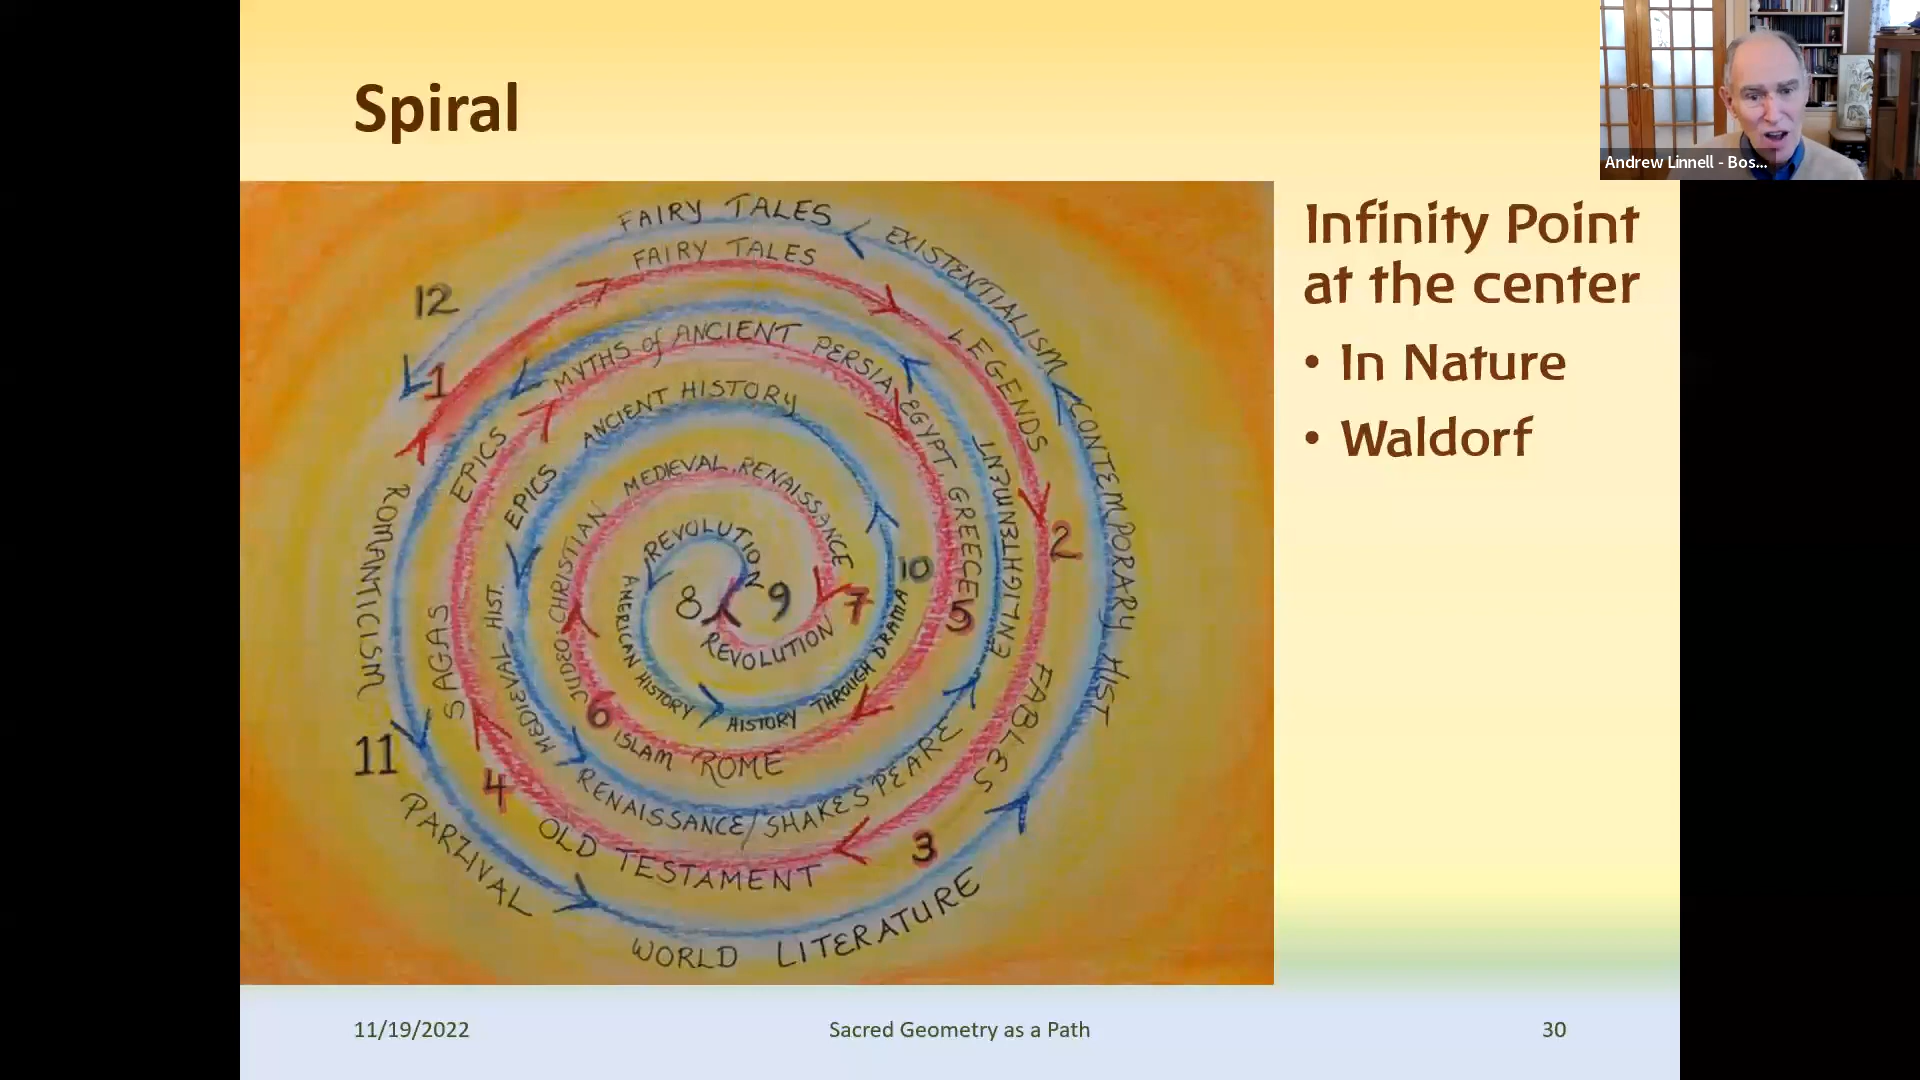 Spiral
Andrew Linnell - Bos...
FAIRY TALES
EXISTENTIALISM
FAIRY TALES
12
LEGENDS
1
MYTHS of ANCIENT PERSIA EGYPT, GREECE
CONTEMPORARY HIST
ANCIENT HISTORY
EPICS
EPICS
ENLIGHTENMENT
ROMANTICISM
MEDIEVAL, RENAISSANCE
JUDEO: CHRISTIAN
REVOLUTION
2
10
8
9
7
5
SAGAS
MEDIEVAL HIST.
AMERICAN HISTORY
REVOLUTION
HISTORY THROUGH DRAMA
6
ISLAM ROME
FABLES
11
4
RENAISSANCE/SHAKESPEARE
PARZIVAL
OLD TESTAMENT
3
WORLD LITERATURE
Infinity Point
at the center
• In Nature
• Waldorf
11/19/2022
Sacred Geometry as a Path
30